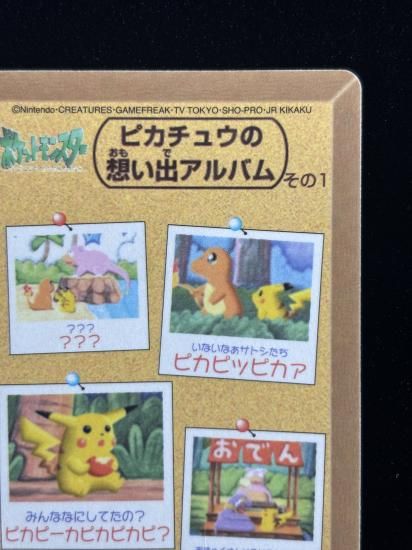 ©Nintendo・CREATURES・GAMEFREAK・TV TOKYO・SHO-PRO・JR KIKAKU
ポケットモンスター
ピカチュウの
おも で
想い出アルバム
その1
???
???
いないなぁサトシたち
ピカピッピカァ
みんななにしてたの?
ピカピーカピカピカピ?
おでん